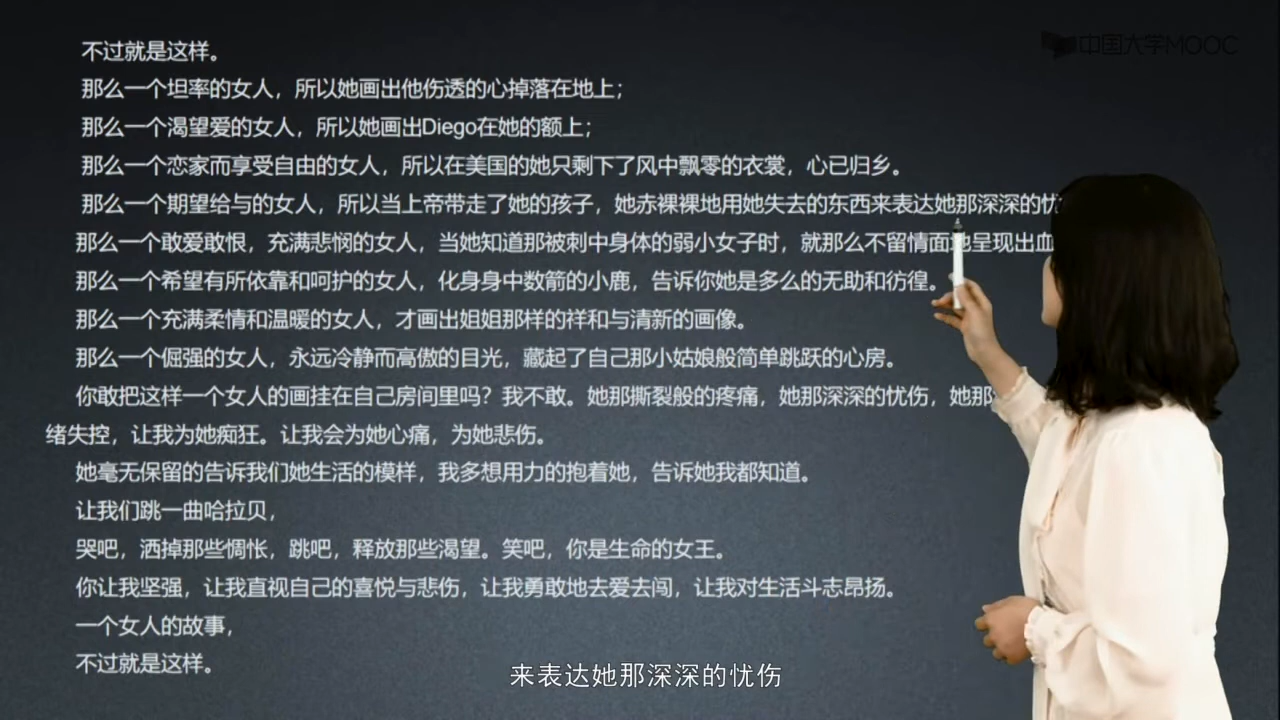 中国大学MOOC
不过就是这样。
那么一个坦率的女人，所以她画出他伤透的心掉落在地上；
那么一个渴望爱的女人，所以她画出Diego在她的额上；
那么一个恋家而享受自由的女人，所以在美国的她只剩下了风中飘零的衣裳，心已归乡。
那么一个期望给与的女人，所以当上帝带走了她的孩子，她赤裸裸地用她失去的东西来表达她那深深的忧
那么一个敢爱敢恨，充满悲悯的女人，当她知道那被刺中身体的弱小女子时，就那么不留情面地呈现出血
那么一个希望有所依靠和呵护的女人，化身身中数箭的小鹿，告诉你她是多么的无助和彷徨。
那么一个充满柔情和温暖的女人，才画出姐姐那样的祥和与清新的画像。
那么一个倔强的女人，永远冷静而高傲的目光，藏起了自己那小姑娘般简单跳跃的心房。
你敢把这样一个女人的画挂在自己房间里吗？我不敢。她那撕裂般的疼痛，她那深深的忧伤，她那
绪失控，让我为她痴狂。让我会为她心痛，为她悲伤。
她毫无保留的告诉我们她生活的模样，我多想用力的抱着她，告诉她我都知道。
让我们跳一曲哈拉贝，
哭吧，洒掉那些惆怅，跳吧，释放那些渴望。笑吧，你是生命的女王。
你让我坚强，让我直视自己的喜悦与悲伤，让我勇敢地去爱去闯，让我对生活斗志昂扬。
一个女人的故事，
不过就是这样。
来表达她那深深的忧伤